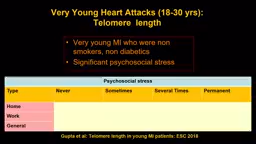 Very Young Heart Attacks (18-30 yrs):
Telomere length
• Very young MI who were non
smokers, non diabetics
• Significant psychosocial stress
Psychosocial stress
Type Never Sometimes Several Times Permanent
Home
Work
General
Gupta et al: Telomere length in young MI patients: ESC 2018